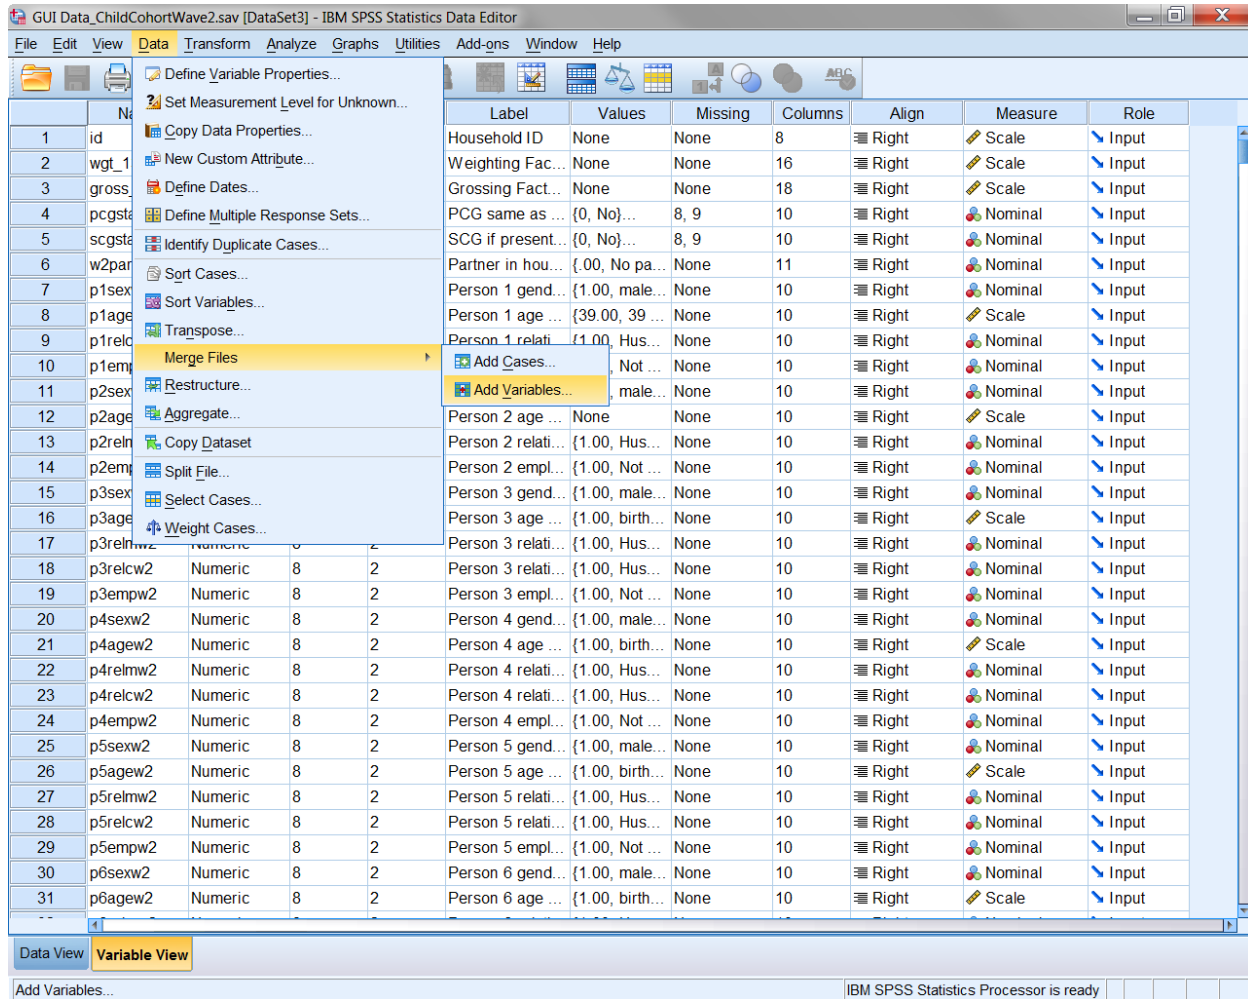 GUI Data_ChildCohortWave2.sav [DataSet3] - IBM SPSS Statistics Data Editor
File Edit View Data Transform Analyze Graphs Utilities Add-ons Window Help
Define Variable Properties...
Set Measurement Level for Unknown...
Copy Data Properties...
New Custom Attribute...
Define Dates...
Define Multiple Response Sets...
Identify Duplicate Cases...
Sort Cases...
Sort Variables...
Transpose...
Merge Files
Restructure...
Aggregate...
Copy Dataset
Split File...
Select Cases...
Weight Cases...
Add Cases...
Add Variables...
Label Values Missing Columns Align Measure Role
1 id Household ID None None 8 Right Scale Input
2 wgt_1 Weighting Fac... None None 16 Right Scale Input
3 gross_ Grossing Fact... None None 18 Right Scale Input
4 pcgsta PCG same as ... {0, No}... 8, 9 10 Right Nominal Input
5 scgsta SCG if present... {0, No}... 8, 9 10 Right Nominal Input
6 w2par Partner in hou... {.00, No pa... None 11 Right Nominal Input
7 p1sex Person 1 gend... {1.00, male... None 10 Right Nominal Input
8 p1age Person 1 age ... {39.00, 39 ... None 10 Right Scale Input
9 p1relc Person 1 relati... {1.00, Hus... None 10 Right Nominal Input
10 p1emp , Not ... None 10 Right Nominal Input
11 p2sex , male... None 10 Right Nominal Input
12 p2age Person 2 age None None 10 Right Scale Input
13 p2reln Person 2 relati... {1.00, Hus... None 10 Right Nominal Input
14 p2emp Person 2 empl... {1.00, Not ... None 10 Right Nominal Input
15 p3sex Person 3 gend... {1.00, male... None 10 Right Nominal Input
16 p3age Person 3 age ... {1.00, birth... None 10 Right Scale Input
17 p3relmw2 Numeric 8 2 Person 3 relati... {1.00, Hus... None 10 Right Nominal Input
18 p3relcw2 Numeric 8 2 Person 3 relati... {1.00, Hus... None 10 Right Nominal Input
19 p3empw2 Numeric 8 2 Person 3 empl... {1.00, Not ... None 10 Right Nominal Input
20 p4sexw2 Numeric 8 2 Person 4 gend... {1.00, male... None 10 Right Nominal Input
21 p4agew2 Numeric 8 2 Person 4 age ... {1.00, birth... None 10 Right Scale Input
22 p4relmw2 Numeric 8 2 Person 4 relati... {1.00, Hus... None 10 Right Nominal Input
23 p4relcw2 Numeric 8 2 Person 4 relati... {1.00, Hus... None 10 Right Nominal Input
24 p4empw2 Numeric 8 2 Person 4 empl... {1.00, Not ... None 10 Right Nominal Input
25 p5sexw2 Numeric 8 2 Person 5 gend... {1.00, male... None 10 Right Nominal Input
26 p5agew2 Numeric 8 2 Person 5 age ... {1.00, birth... None 10 Right Scale Input
27 p5relmw2 Numeric 8 2 Person 5 relati... {1.00, Hus... None 10 Right Nominal Input
28 p5relcw2 Numeric 8 2 Person 5 relati... {1.00, Hus... None 10 Right Nominal Input
29 p5empw2 Numeric 8 2 Person 5 empl... {1.00, Not ... None 10 Right Nominal Input
30 p6sexw2 Numeric 8 2 Person 6 gend... {1.00, male... None 10 Right Nominal Input
31 p6agew2 Numeric 8 2 Person 6 age ... {1.00, birth... None 10 Right Scale Input
Data View Variable View
Add Variables... IBM SPSS Statistics Processor is ready